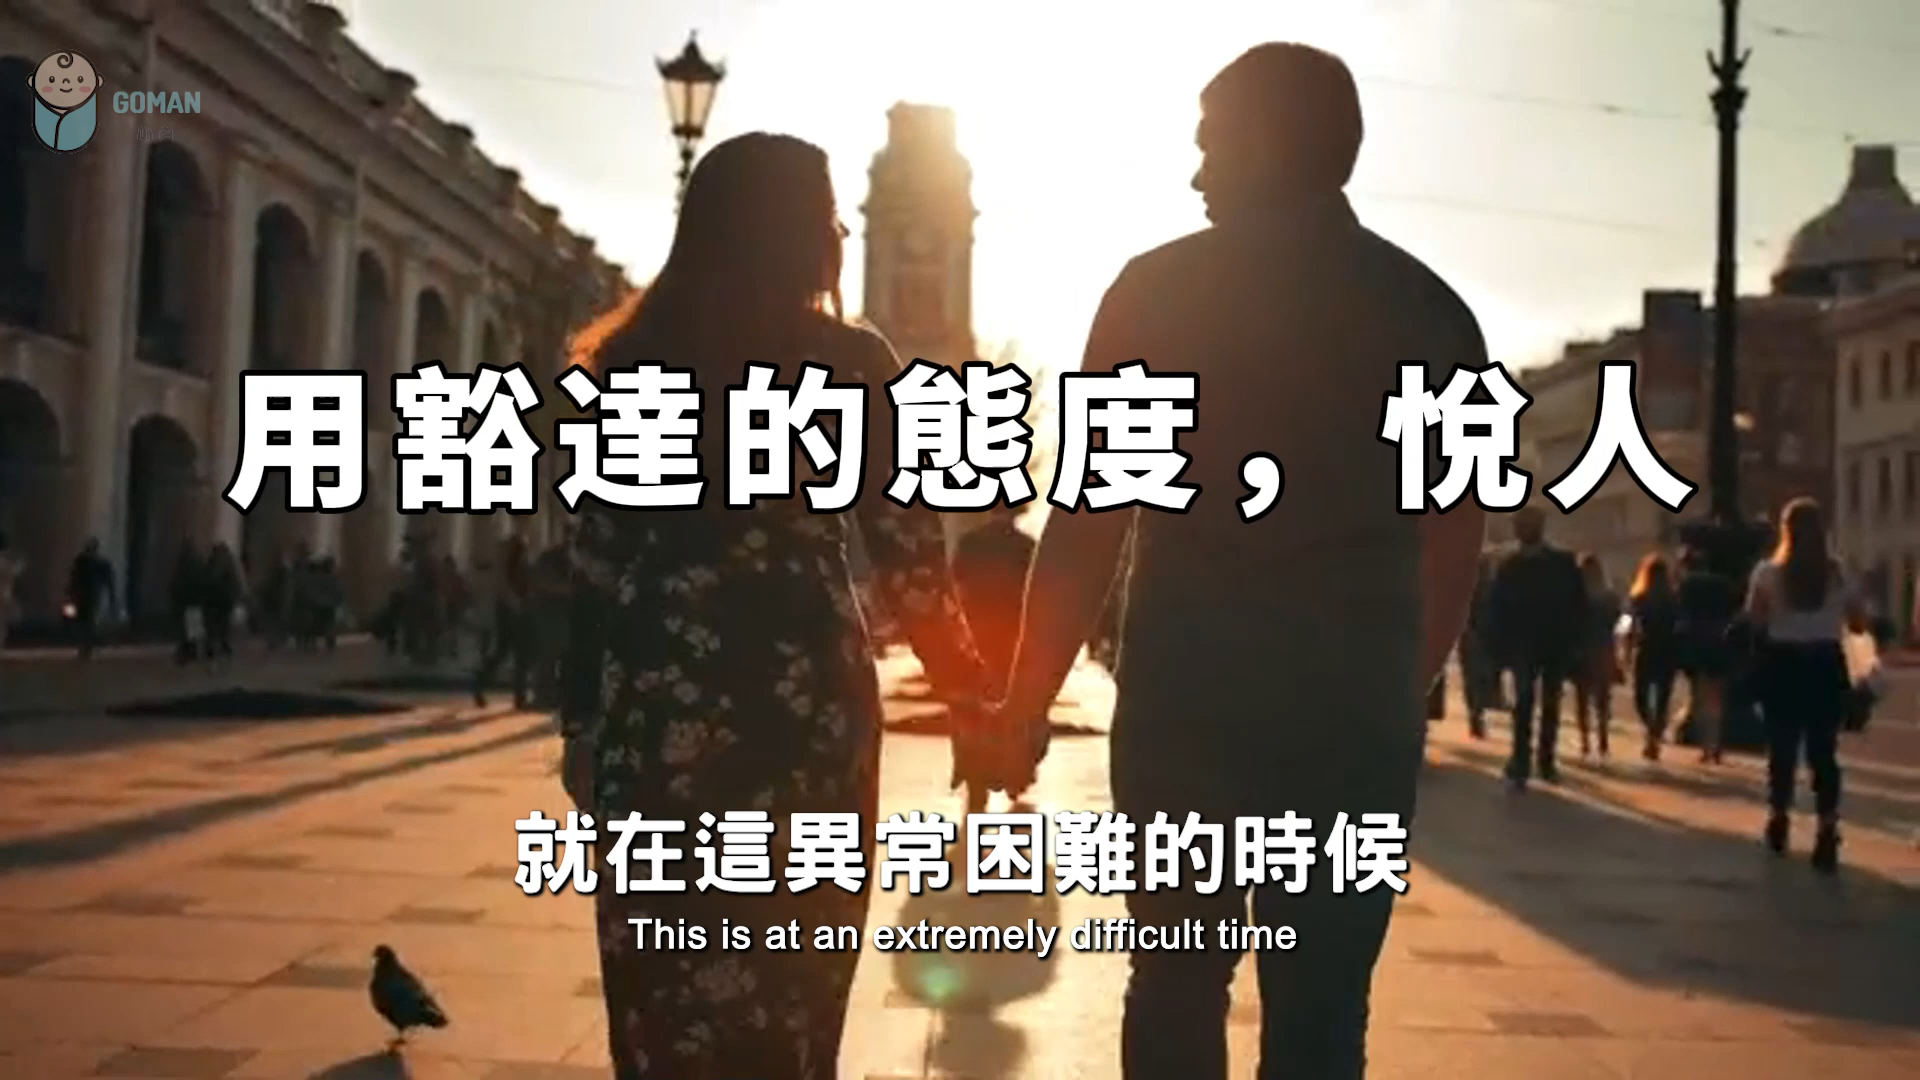 GOMAN
用豁達的態度，悅人
就在這異常困難的時候
This is at an extremely difficult time